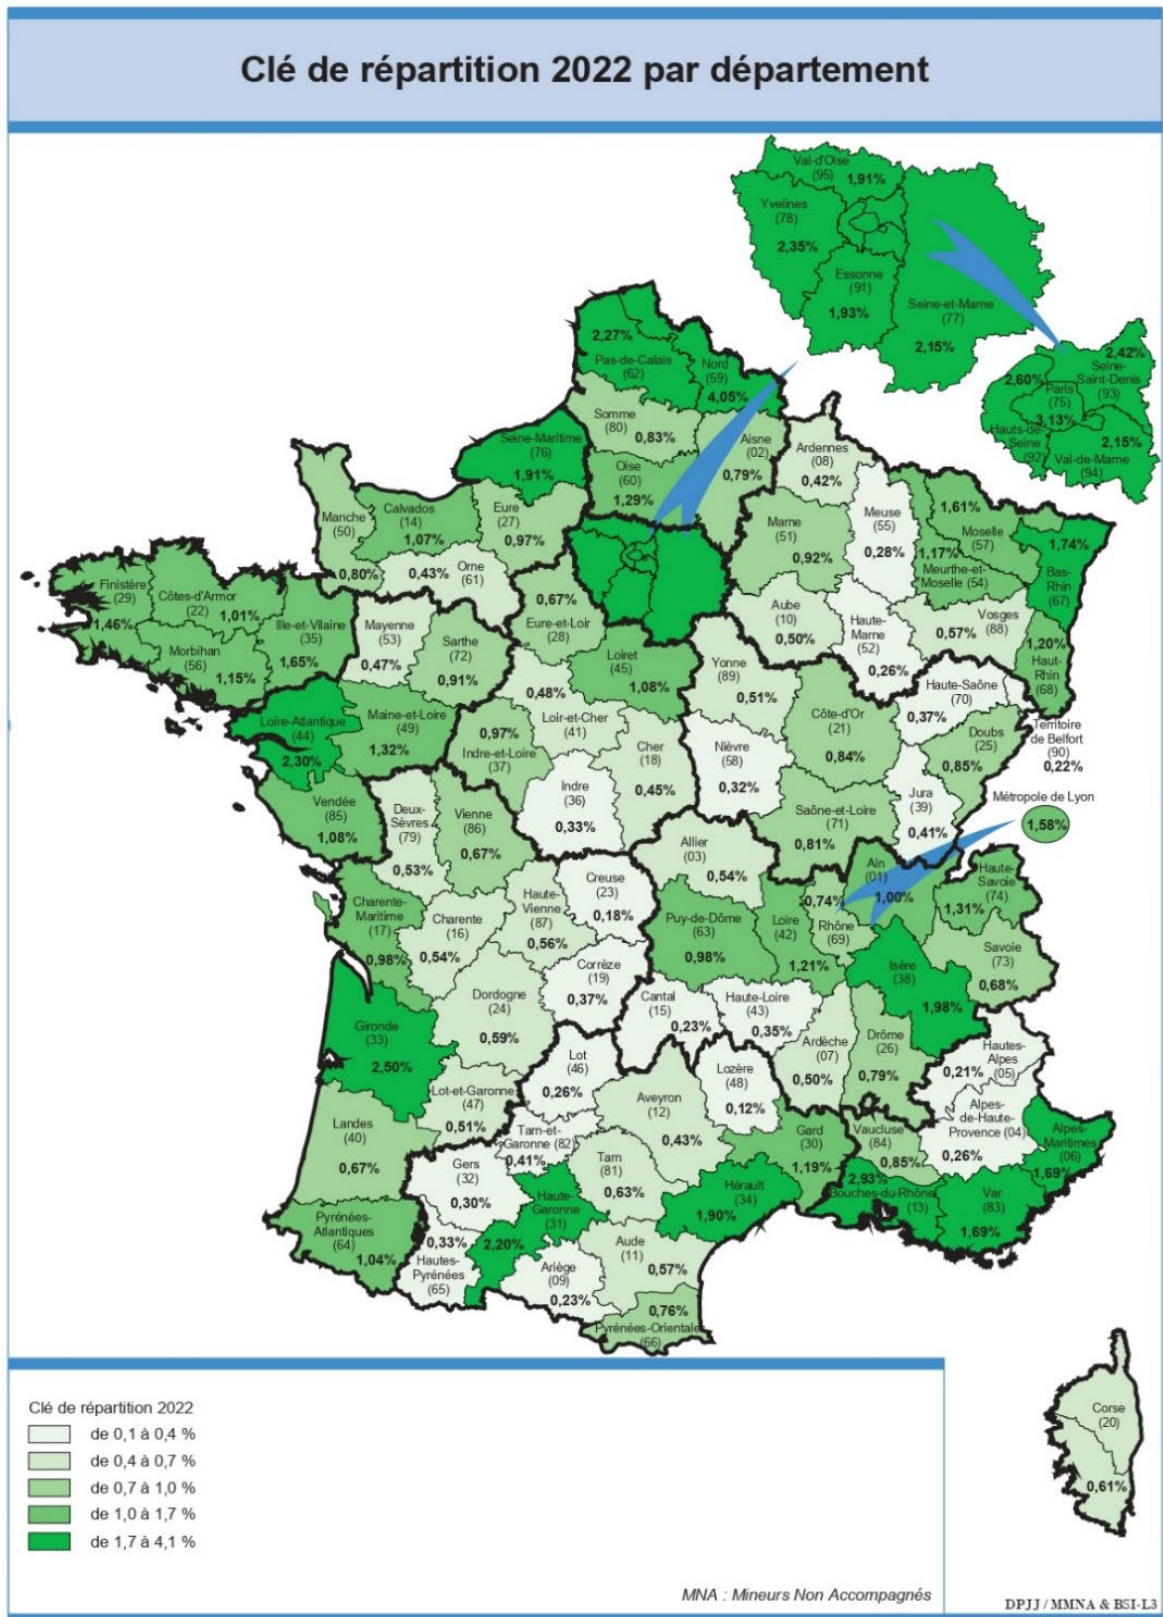 Clé de répartition 2022 par département
Val-d'Oise
(95)
1,91%
Yvelines
(78)
2,35%
Essonne
(91)
1,93%
Seine-et-Marne
(77)
2,15%
2,42%
Seine-
Saint-Denis
(93)
2,60%
Paris
(75)
3,13%
Hauts-de-
Seine
(92)
2,15%
Val-de-Marne
(94)
2,27%
Pas-de-Calais
(62)
Nord
(59)
4,05%
Somme
(80)
0,83%
Aisne
(02)
0,79%
Oise
(60)
1,29%
Ardennes
(08)
0,42%
Seine-Maritime
(76)
1,91%
Eure
(27)
0,97%
Calvados
(14)
1,07%
Manche
(50)
0,80%
0,43%
Orne
(61)
Marne
(51)
0,92%
Meuse
(55)
0,28%
1,61%
Moselle
(57)
1,17%
Meurthe-et-
Moselle (54)
1,74%
Bas-
Rhin
(67)
Finistère
(29)
1,46%
Côtes-d'Armor
(22)
1,01%
Ille-et-Vilaine
(35)
1,65%
Morbihan
(56)
1,15%
Mayenne
(53)
0,47%
Sarthe
(72)
0,91%
0,67%
Eure-et-Loir
(28)
Aube
(10)
0,50%
Haute-
Marne
(52)
0,26%
Vosges
(88)
0,57%
1,20%
Haut-
Rhin
(68)
Loiret
(45)
1,08%
Yonne
(89)
0,51%
Haute-Saône
(70)
0,37%
Territoire
de Belfort
(90)
0,22%
Loire-Atlantique
(44)
2,30%
Maine-et-Loire
(49)
1,32%
0,97%
Indre-et-Loire
(37)
0,48%
Loir-et-Cher
(41)
Cher
(18)
0,45%
Nièvre
(58)
0,32%
Côte-d'Or
(21)
0,84%
Doubs
(25)
0,85%
Jura
(39)
0,41%
Métropole de Lyon
1,58%
Vendée
(85)
1,08%
Deux-
Sèvres
(79)
0,53%
Vienne
(86)
0,67%
Indre
(36)
0,33%
Saône-et-Loire
(71)
0,81%
Allier
(03)
0,54%
Ain
(01)
1,00%
Haute-
Savoie
(74)
1,31%
Charente-
Maritime
(17)
0,98%
Charente
(16)
0,54%
Haute-
Vienne
(87)
0,56%
Creuse
(23)
0,18%
Puy-de-Dôme
(63)
0,98%
Loire
(42)
1,21%
0,74%
Rhône
(69)
Savoie
(73)
0,68%
Isère
(38)
1,98%
Corrèze
(19)
0,37%
Dordogne
(24)
0,59%
Cantal
(15)
0,23%
Haute-Loire
(43)
0,35%
Ardèche
(07)
0,50%
Drôme
(26)
0,79%
Hautes-
Alpes
(05)
0,21%
Gironde
(33)
2,50%
Lot-et-Garonne
(47)
0,51%
Lot
(46)
0,26%
Aveyron
(12)
0,43%
Lozère
(48)
0,12%
Alpes-
de-Haute-
Provence (04)
0,26%
Alpes-
Maritimes
(06)
1,69%
Landes
(40)
0,67%
Tarn-et-
Garonne (82)
0,41%
Tarn
(81)
0,63%
Gard
(30)
1,19%
Vaucluse
(84)
0,85%
2,93%
Bouches-du-Rhône
(13)
Var
(83)
1,69%
Gers
(32)
0,30%
Haute-
Garonne
(31)
2,20%
Hérault
(34)
1,90%
Pyrénées-
Atlantiques
(64)
1,04%
0,33%
Hautes-
Pyrénées
(65)
Ariège
(09)
0,23%
Aude
(11)
0,57%
0,76%
Pyrénées-Orientales
(66)
Corse
(20)
0,61%
Clé de répartition 2022
de 0,1 à 0,4 %
de 0,4 à 0,7 %
de 0,7 à 1,0 %
de 1,0 à 1,7 %
de 1,7 à 4,1 %
MNA : Mineurs Non Accompagnés
DPJJ / MMNA & BSI-L3